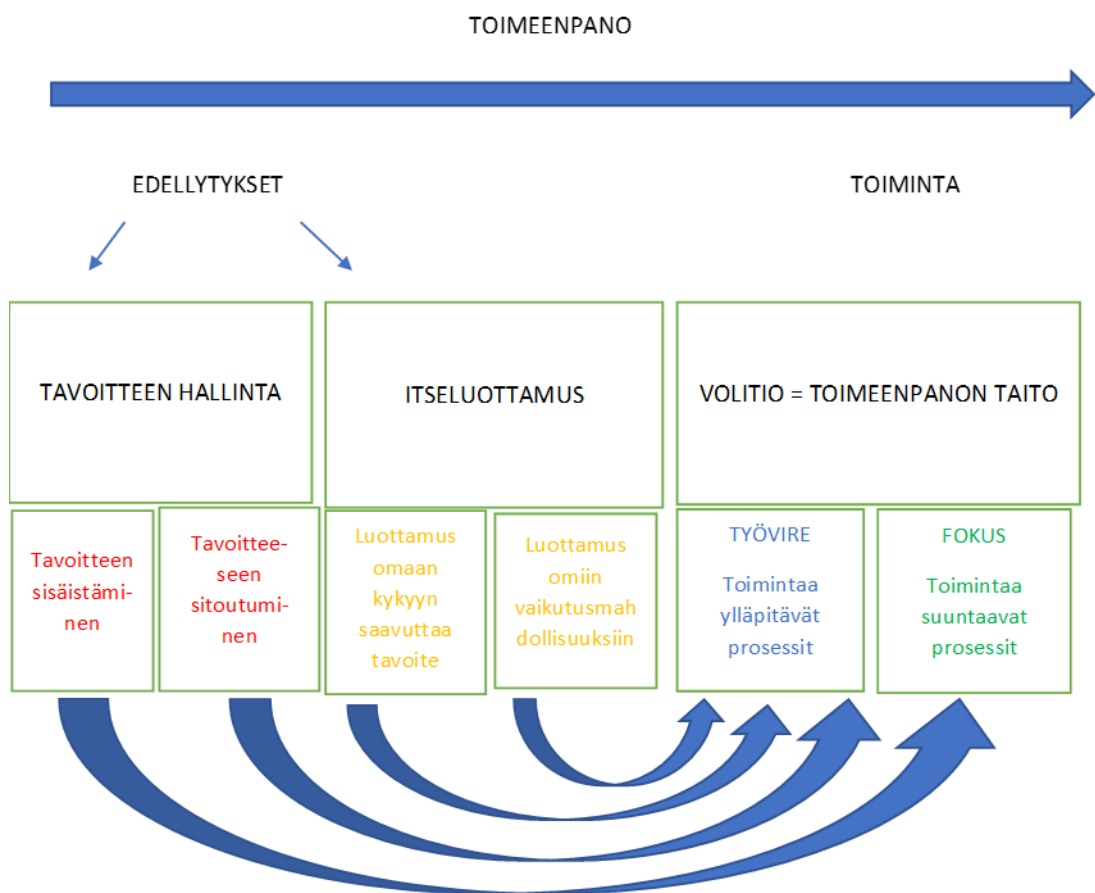 TOIMEENPANO
EDELLYTYKSET
TOIMINTA
TAVOITTEEN HALLINTA
ITSELUOTTAMUS
VOLITIO = TOIMEENPANON TAITO
Tavoitteen
sisäistämi-
nen
Tavoittee-
seen
sitoutumi-
nen
Luottamus
omaan
kykyyn
saavuttaa
tavoite
Luottamus
omiin
vaikutusmah
dollisuuksiin
TYÖVIRE
Toimintaa
ylläpitävät
prosessit
FOKUS
Toimintaa
suuntaavat
prosessit